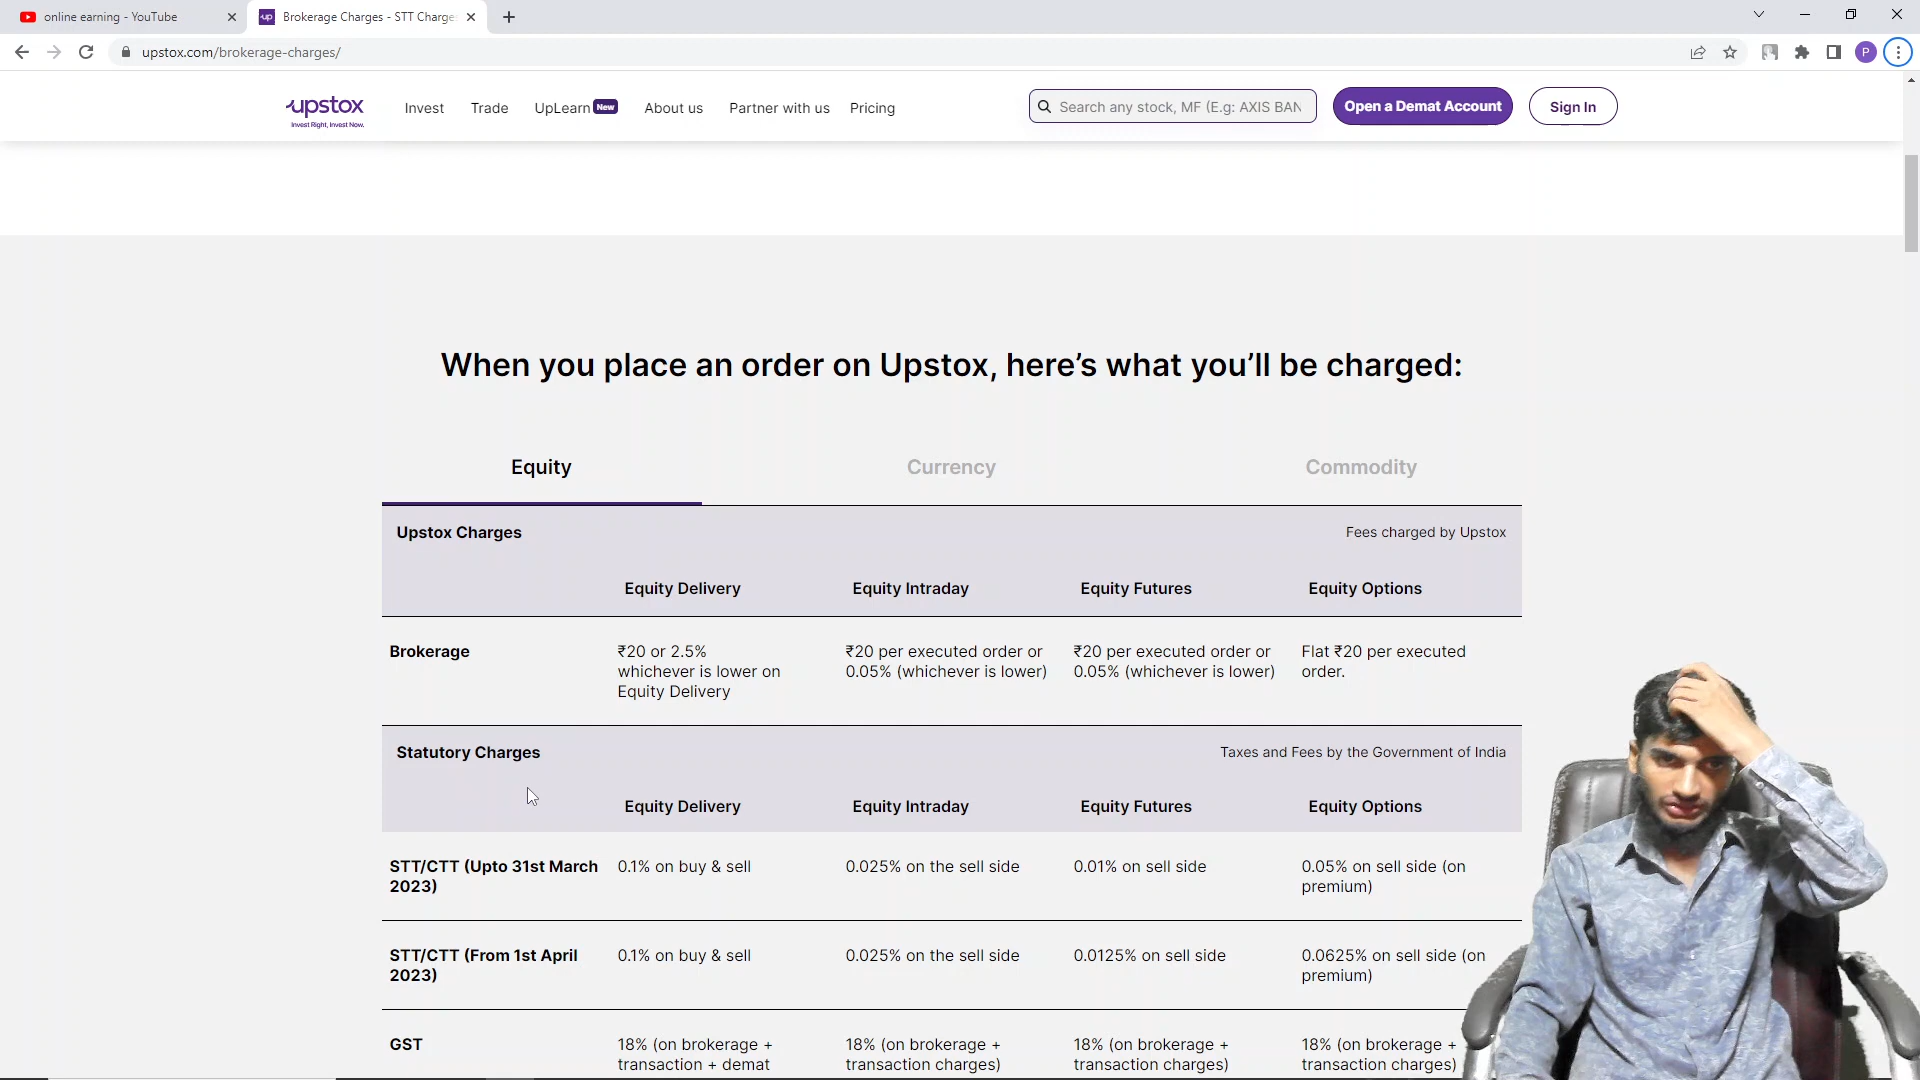 online earning - YouTube
Brokerage Charges - STT Charge
upstox.com/brokerage-charges/
P
upstox
Invest Right, Invest Now.
Invest
Trade
UpLearn New
About us
Partner with us
Pricing
Search any stock, MF (E.g: AXIS BAN
Open a Demat Account
Sign In
When you place an order on Upstox, here’s what you’ll be charged:
Equity
Currency
Commodity
Upstox Charges
Fees charged by Upstox
Equity Delivery
Equity Intraday
Equity Futures
Equity Options
Brokerage
₹20 or 2.5%
whichever is lower on
Equity Delivery
₹20 per executed order or
0.05% (whichever is lower)
₹20 per executed order or
0.05% (whichever is lower)
Flat ₹20 per executed
order.
Statutory Charges
Taxes and Fees by the Government of India
Equity Delivery
Equity Intraday
Equity Futures
Equity Options
STT/CTT (Upto 31st March
2023)
0.1% on buy & sell
0.025% on the sell side
0.01% on sell side
0.05% on sell side (on
premium)
STT/CTT (From 1st April
2023)
0.1% on buy & sell
0.025% on the sell side
0.0125% on sell side
0.0625% on sell side (on
premium)
GST
18% (on brokerage +
transaction + demat
18% (on brokerage +
transaction charges)
18% (on brokerage +
transaction charges)
18% (on brokerage +
transaction charges)